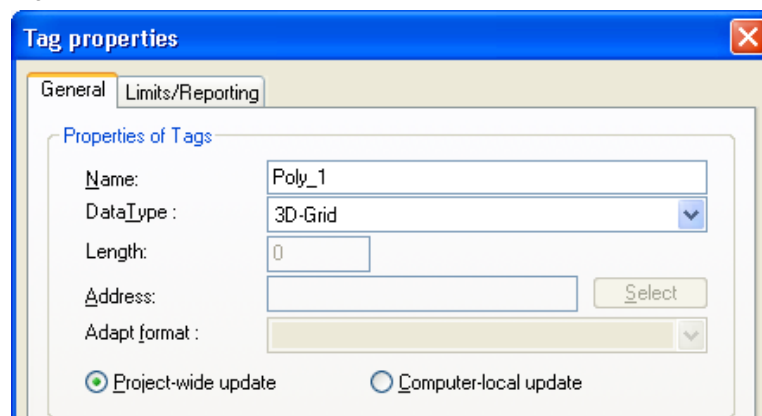 Tag properties
General Limits/Reporting
Properties of Tags
Name: Poly_1
DataType : 3D-Grid
Length: 0
Address: Select
Adapt format :
Project-wide update Computer-local update